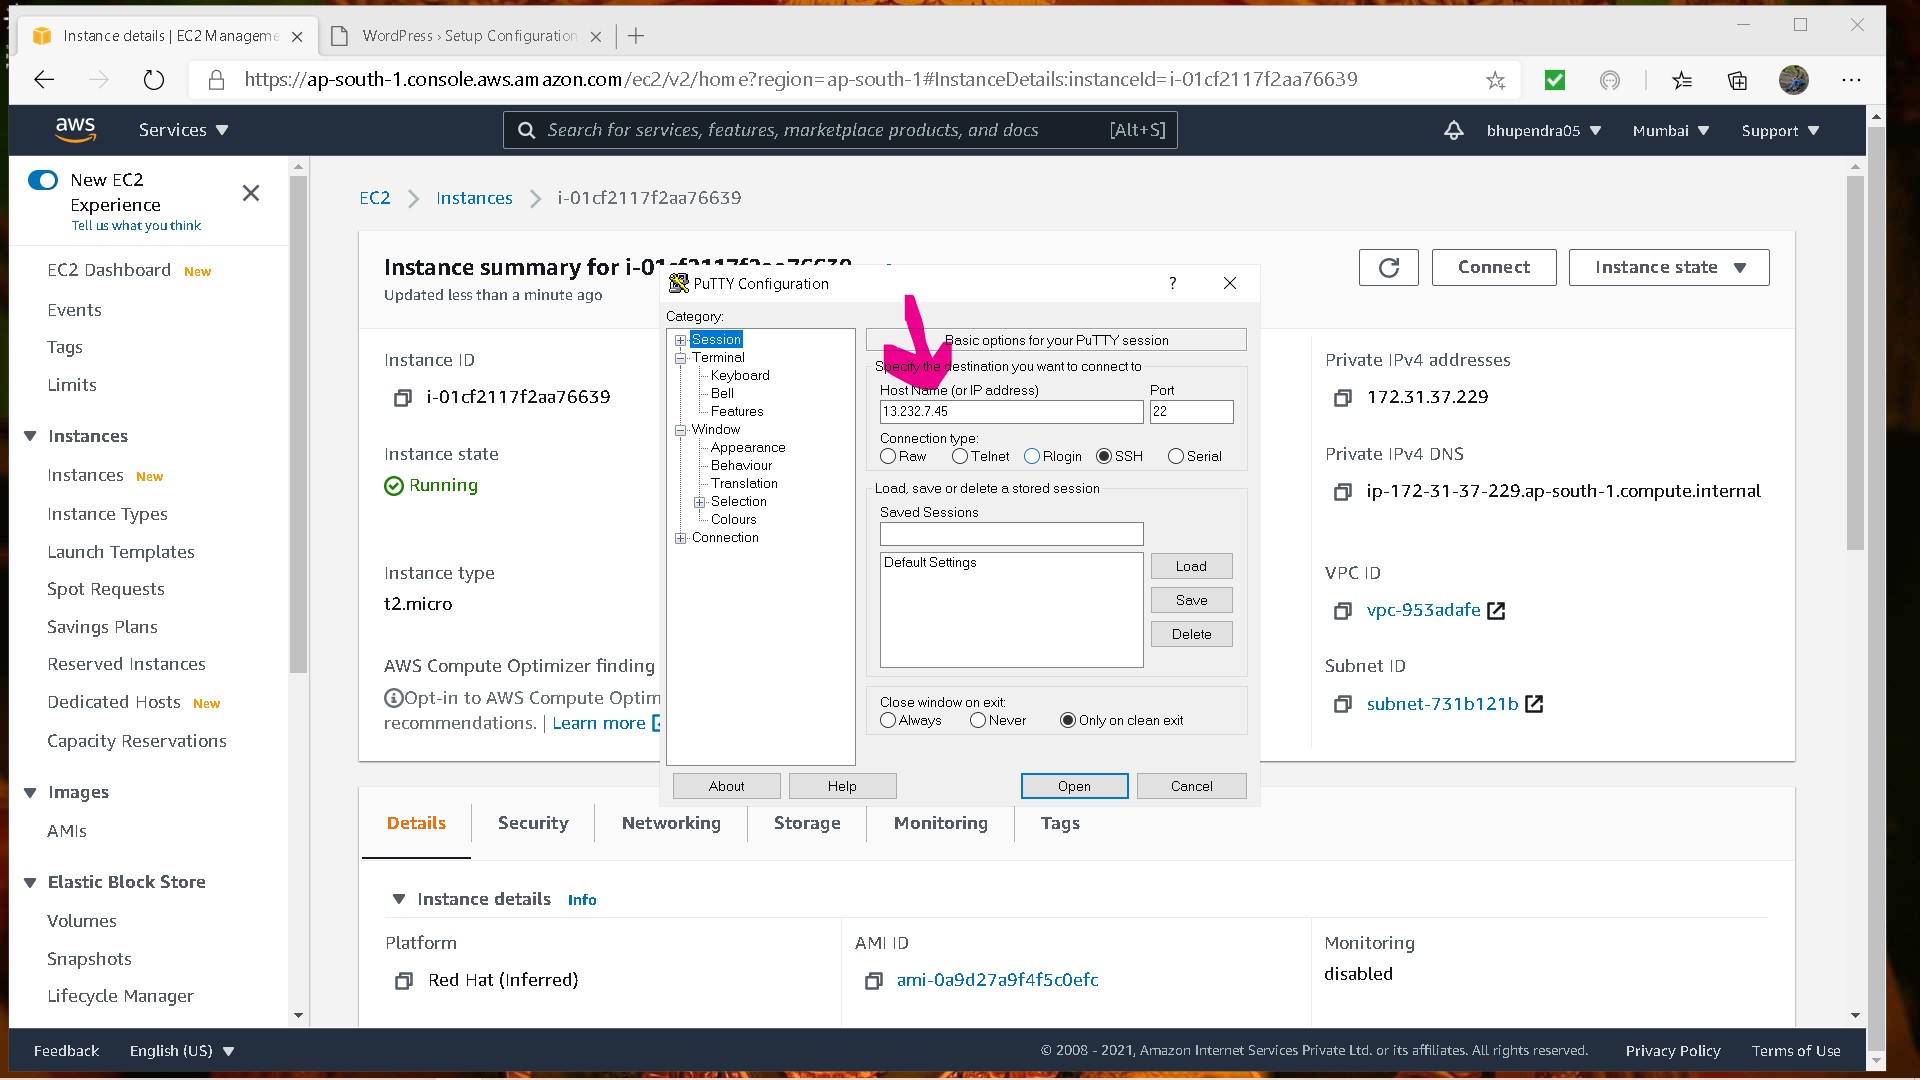 Instance details | EC2 Manageme
WordPress › Setup Configuration
https://ap-south-1.console.aws.amazon.com/ec2/v2/home?region=ap-south-1#InstanceDetails:instanceId=i-01cf2117f2aa76639
aws
Services
Search for services, features, marketplace products, and docs
[Alt+S]
bhupendra05
Mumbai
Support
New EC2
Experience
Tell us what you think
EC2 Dashboard New
Events
Tags
Limits
Instances
Instances New
Instance Types
Launch Templates
Spot Requests
Savings Plans
Reserved Instances
Dedicated Hosts New
Capacity Reservations
Images
AMIs
Elastic Block Store
Volumes
Snapshots
Lifecycle Manager
EC2
Instances
i-01cf2117f2aa76639
Instance summary for i-01cf2117f2aa76639
Updated less than a minute ago
Connect
Instance state
Instance ID
i-01cf2117f2aa76639
Instance state
Running
Instance type
t2.micro
AWS Compute Optimizer finding
Opt-in to AWS Compute Optim
recommendations. | Learn more
PuTTY Configuration
?
Category:
Session
Terminal
Keyboard
Bell
Features
Window
Appearance
Behaviour
Translation
Selection
Colours
Connection
Basic options for your PuTTY session
Specify the destination you want to connect to
Host Name (or IP address)
Port
13.232.7.45
22
Connection type:
Raw
Telnet
Rlogin
SSH
Serial
Load, save or delete a stored session
Saved Sessions
Default Settings
Load
Save
Delete
Close window on exit:
Always
Never
Only on clean exit
About
Help
Open
Cancel
Private IPv4 addresses
172.31.37.229
Private IPv4 DNS
ip-172-31-37-229.ap-south-1.compute.internal
VPC ID
vpc-953adafe
Subnet ID
subnet-731b121b
Details
Security
Networking
Storage
Monitoring
Tags
Instance details Info
Platform
Red Hat (Inferred)
AMI ID
ami-0a9d27a9f4f5c0efc
Monitoring
disabled
Feedback
English (US)
© 2008 - 2021, Amazon Internet Services Private Ltd. or its affiliates. All rights reserved.
Privacy Policy
Terms of Use